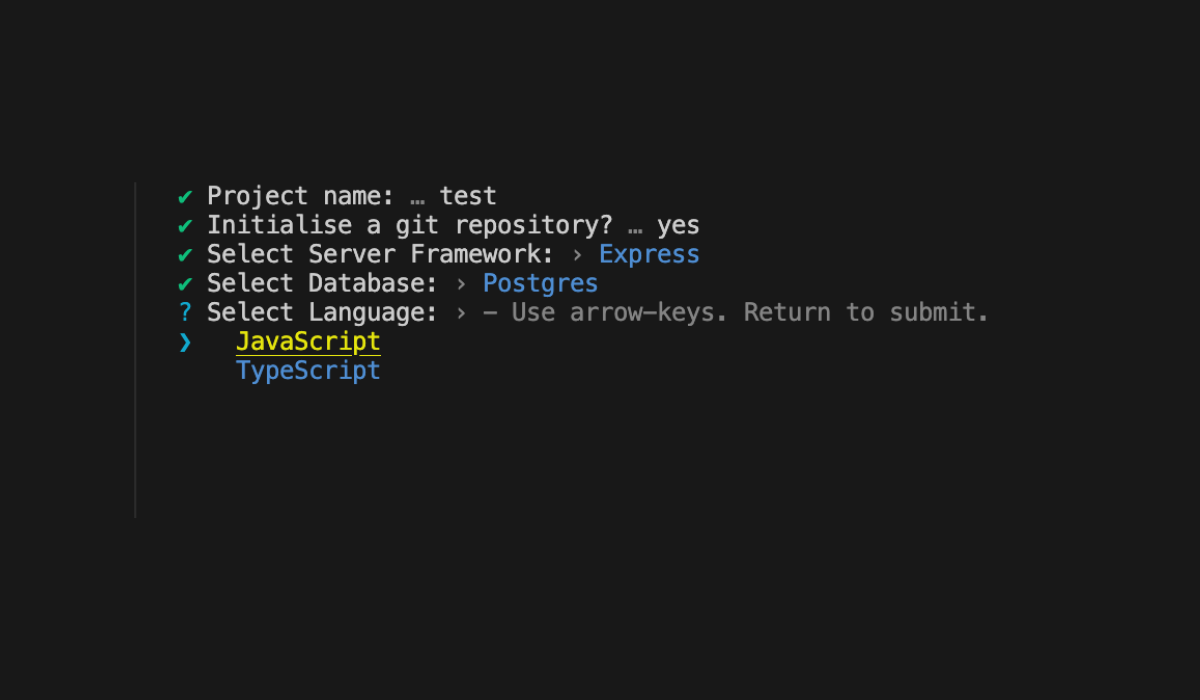 ✔ Project name: … test
✔ Initialise a git repository? … yes
✔ Select Server Framework: › Express
✔ Select Database: › Postgres
? Select Language: › - Use arrow-keys. Return to submit.
❯ JavaScript
TypeScript